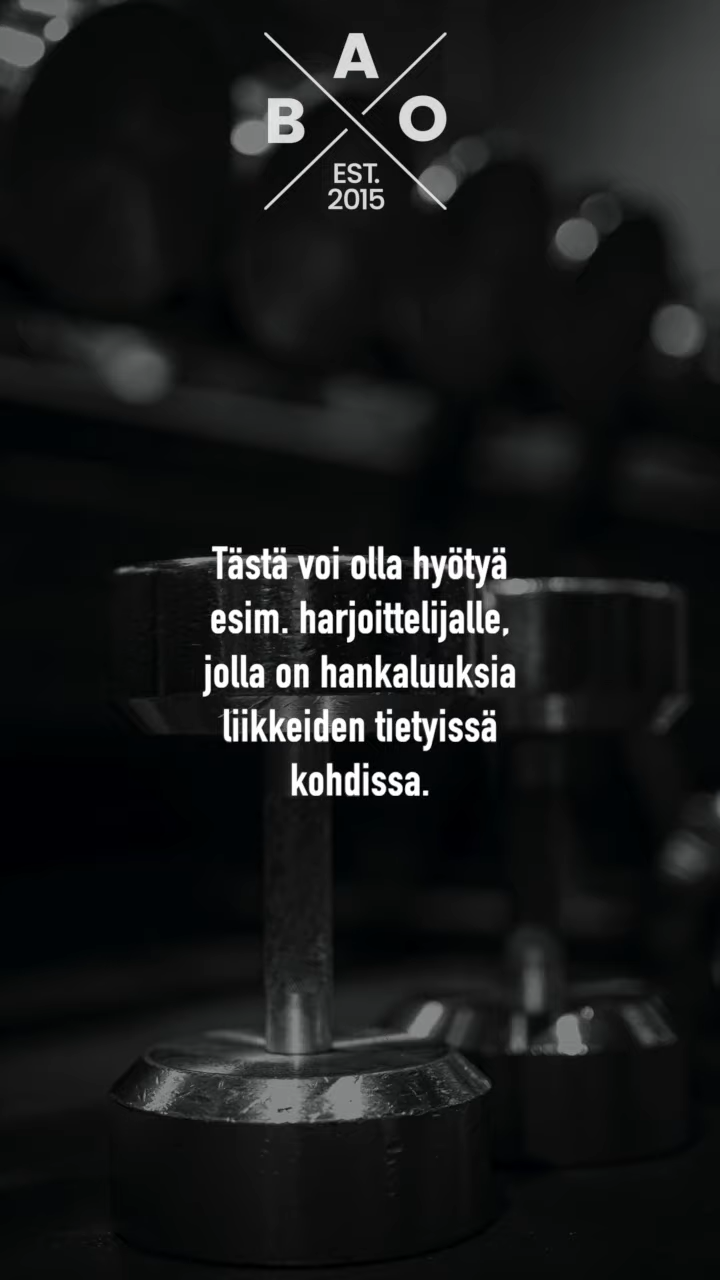 A
B O
EST.
2015
Tästä voi olla hyötyä
esim. harjoittelijalle,
jolla on hankaluuksia
liikkeiden tietyissä
kohdissa.